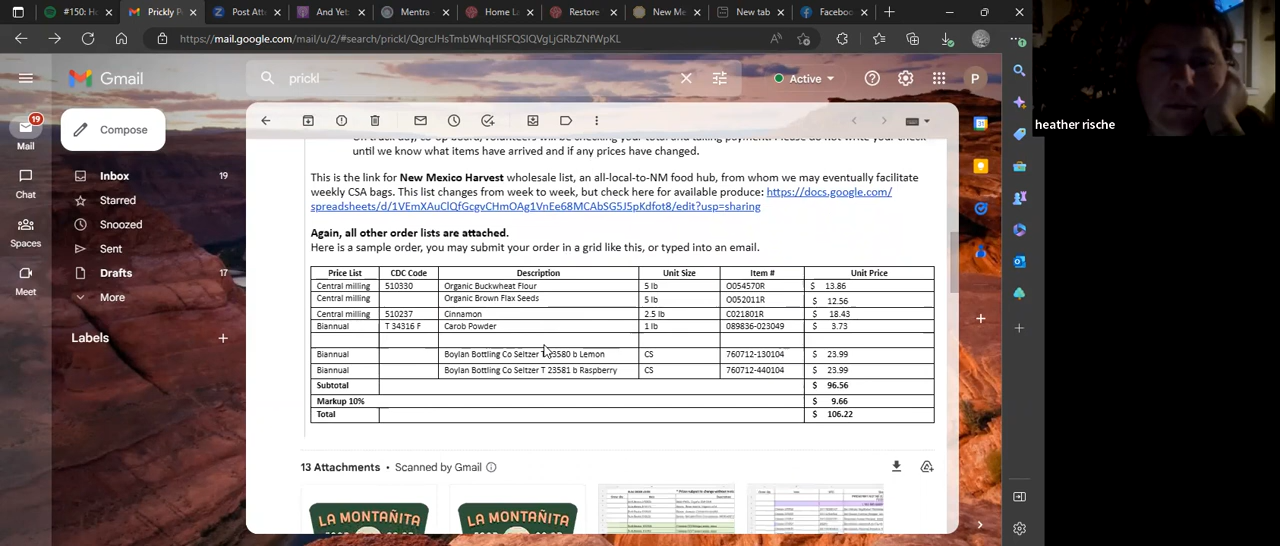 #150: Ho
Prickly P
Post Atte
And Yet:
Mentra -
Home La
Restore
New Me
New tab
Faceboo
https://mail.google.com/mail/u/2/#search/prickl/
Gmail
prickl
Active
P
heather rische
Compose
19
Mail
Chat
Spaces
Meet
Inbox 19
Starred
Snoozed
Sent
Drafts 17
More
Labels
until we know what items have arrived and if any prices have changed.
This is the link for New Mexico Harvest wholesale list, an all-local-to-NM food hub, from whom we may eventually facilitate
weekly CSA bags. This list changes from week to week, but check here for available produce: https://docs.google.com/
spreadsheets/d/1VEmXAuClQfGcgvCHmOAg1VnEe68MCAbSG5J5pKdfot8/edit?usp=sharing
Again, all other order lists are attached.
Here is a sample order, you may submit your order in a grid like this, or typed into an email.
Price List CDC Code Description Unit Size Item # Unit Price
Central milling 510330 Organic Buckwheat Flour 5 lb O054570R $ 13.86
Central milling Organic Brown Flax Seeds 5 lb O052011R $ 12.56
Central milling 510237 Cinnamon 2.5 lb C021801R $ 18.43
Biannual T 34316 F Carob Powder 1 lb 089836-023049 $ 3.73
Biannual Boylan Bottling Co Seltzer T 23580 b Lemon CS 760712-130104 $ 23.99
Biannual Boylan Bottling Co Seltzer T 23581 b Raspberry CS 760712-440104 $ 23.99
Subtotal $ 96.56
Markup 10% $ 9.66
Total $ 106.22
13 Attachments • Scanned by Gmail
LA MONTAÑITA
LA MONTAÑITA